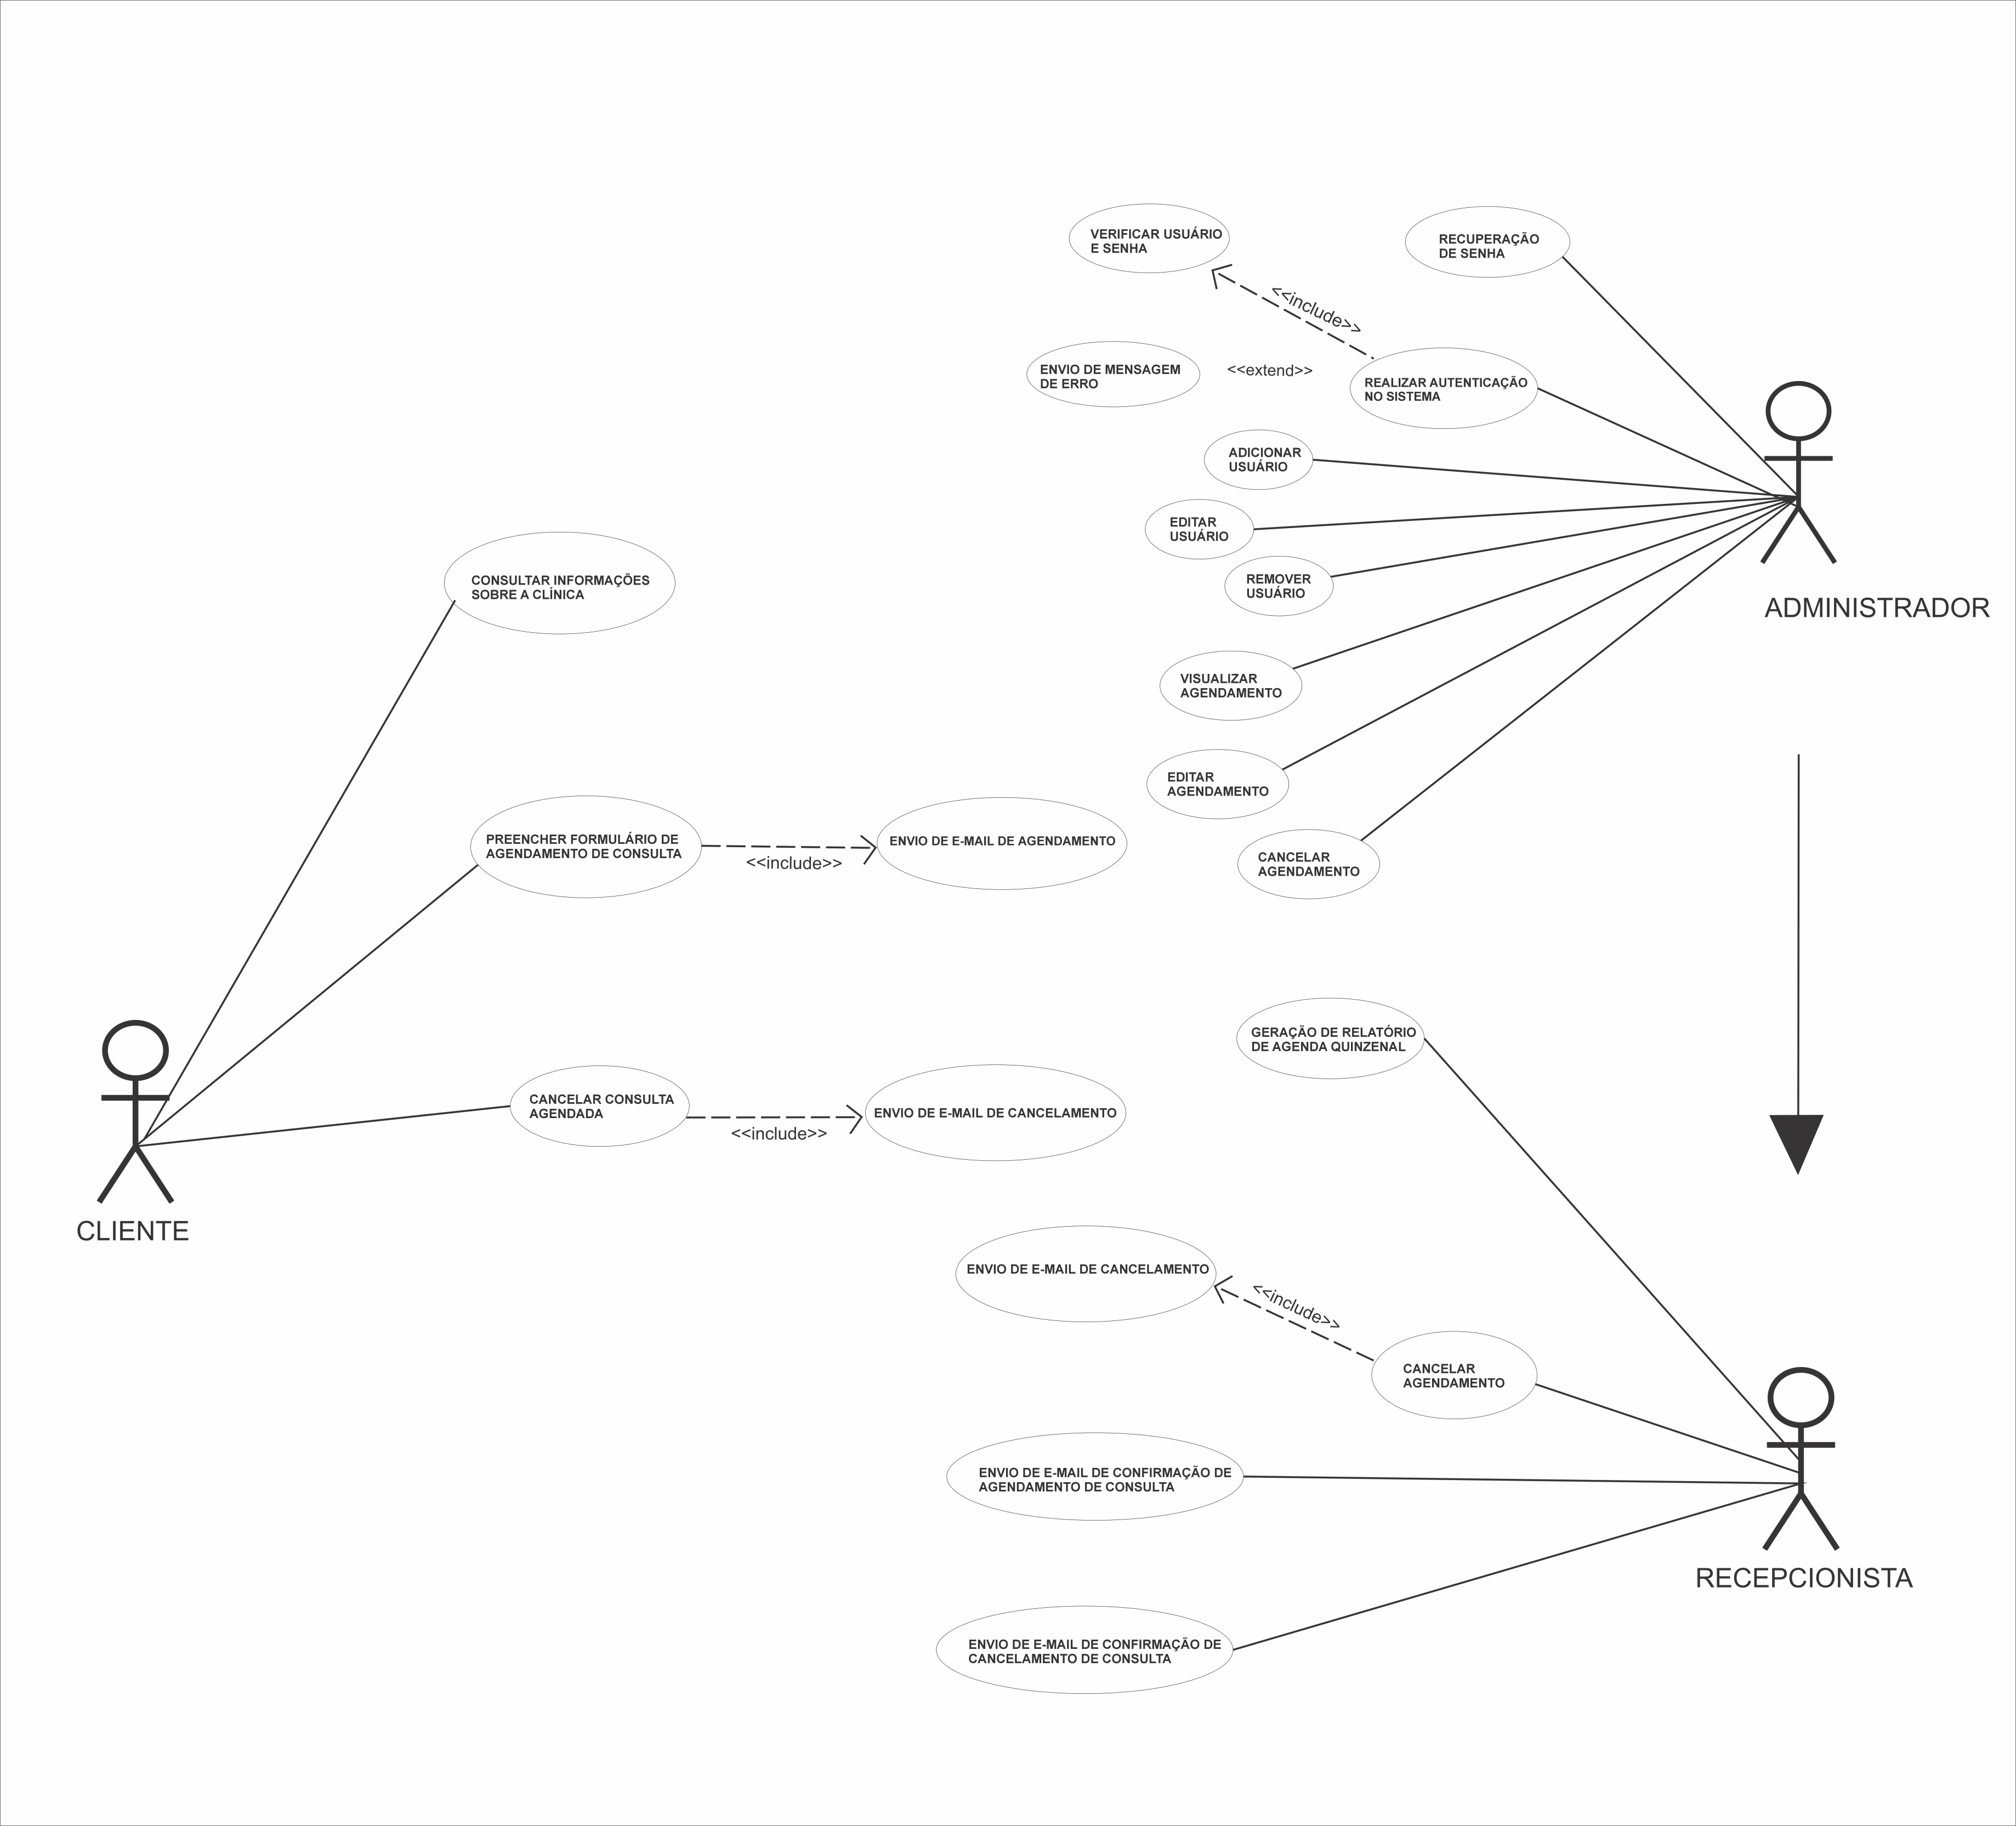 VERIFICAR USUÁRIO
E SENHA
RECUPERAÇÃO
DE SENHA
<<include>>
ENVIO DE MENSAGEM
DE ERRO
<<extend>>
REALIZAR AUTENTICAÇÃO
NO SISTEMA
ADICIONAR
USUÁRIO
EDITAR
USUÁRIO
REMOVER
USUÁRIO
ADMINISTRADOR
CONSULTAR INFORMAÇÕES
SOBRE A CLÍNICA
VISUALIZAR
AGENDAMENTO
EDITAR
AGENDAMENTO
PREENCHER FORMULÁRIO DE
AGENDAMENTO DE CONSULTA
<<include>>
ENVIO DE E-MAIL DE AGENDAMENTO
CANCELAR
AGENDAMENTO
GERAÇÃO DE RELATÓRIO
DE AGENDA QUINZENAL
CANCELAR CONSULTA
AGENDADA
<<include>>
ENVIO DE E-MAIL DE CANCELAMENTO
CLIENTE
ENVIO DE E-MAIL DE CANCELAMENTO
<<include>>
CANCELAR
AGENDAMENTO
ENVIO DE E-MAIL DE CONFIRMAÇÃO DE
AGENDAMENTO DE CONSULTA
RECEPCIONISTA
ENVIO DE E-MAIL DE CONFIRMAÇÃO DE
CANCELAMENTO DE CONSULTA